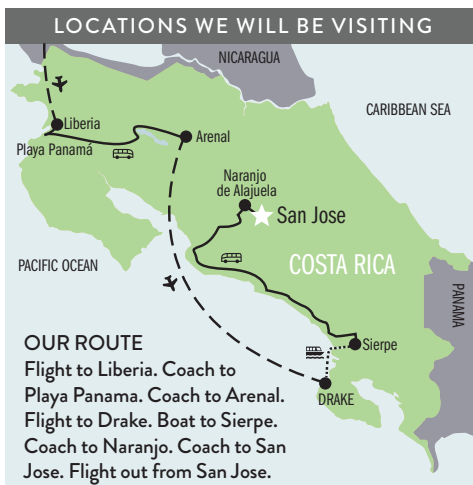 LOCATIONS WE WILL BE VISITING
NICARAGUA
CARIBBEAN SEA
Liberia
Playa Panamá
Arenal
Naranjo
de Alajuela
San Jose
PACIFIC OCEAN
COSTA RICA
PANAMA
Sierpe
DRAKE
OUR ROUTE
Flight to Liberia. Coach to
Playa Panama. Coach to Arenal.
Flight to Drake. Boat to Sierpe.
Coach to Naranjo. Coach to San
Jose. Flight out from San Jose.